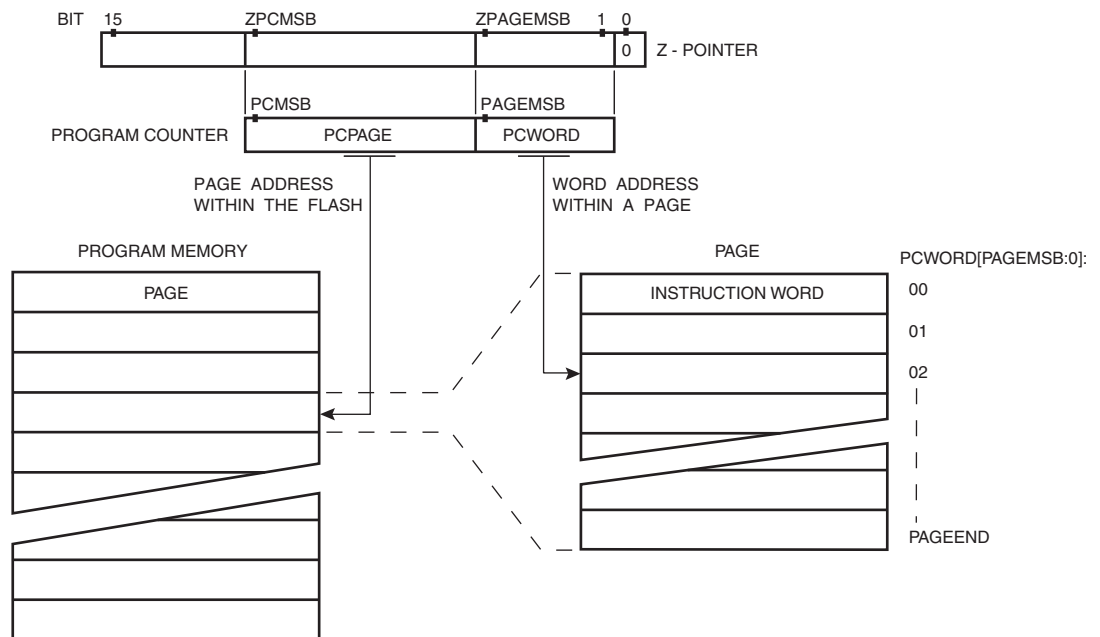 BIT 15 ZPCMSB ZPAGEMSB 1 0
0 Z - POINTER
PCMSB PAGEMSB
PROGRAM COUNTER PCPAGE PCWORD
PAGE ADDRESS
WITHIN THE FLASH
WORD ADDRESS
WITHIN A PAGE
PROGRAM MEMORY PAGE PCWORD[PAGEMSB:0]:
PAGE INSTRUCTION WORD 00
01
02
PAGEEND